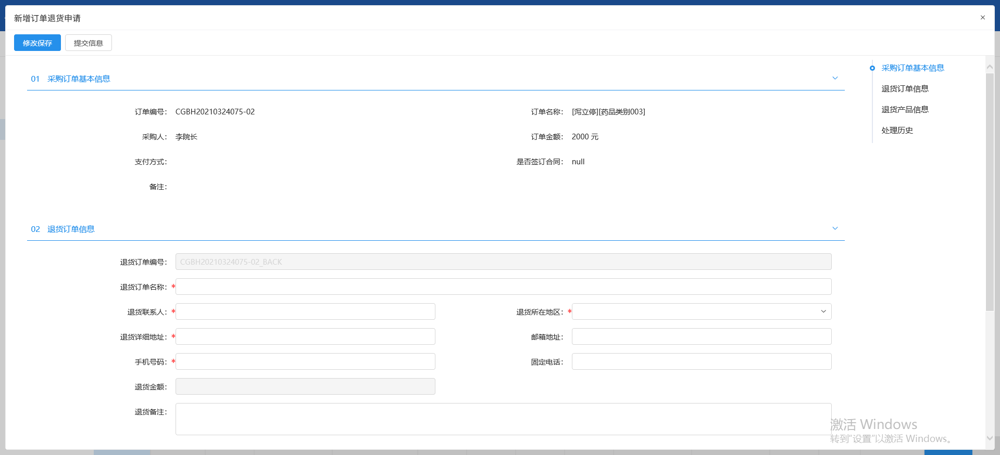 新增订单退货申请
×
修改保存 提交信息
01 采购订单基本信息
订单编号： CGBH20210324075-02 订单名称： [泻立停][药品类别003]
采购人： 李院长 订单金额： 2000 元
支付方式： 是否签订合同： null
备注：
02 退货订单信息
退货订单编号： CGBH20210324075-02_BACK
退货订单名称：*
退货联系人：* 退货所在地区：*
退货详细地址：* 邮箱地址：
手机号码：* 固定电话：
退货金额：
退货备注：
采购订单基本信息
退货订单信息
退货产品信息
处理历史
激活 Windows
转到"设置"以激活 Windows。